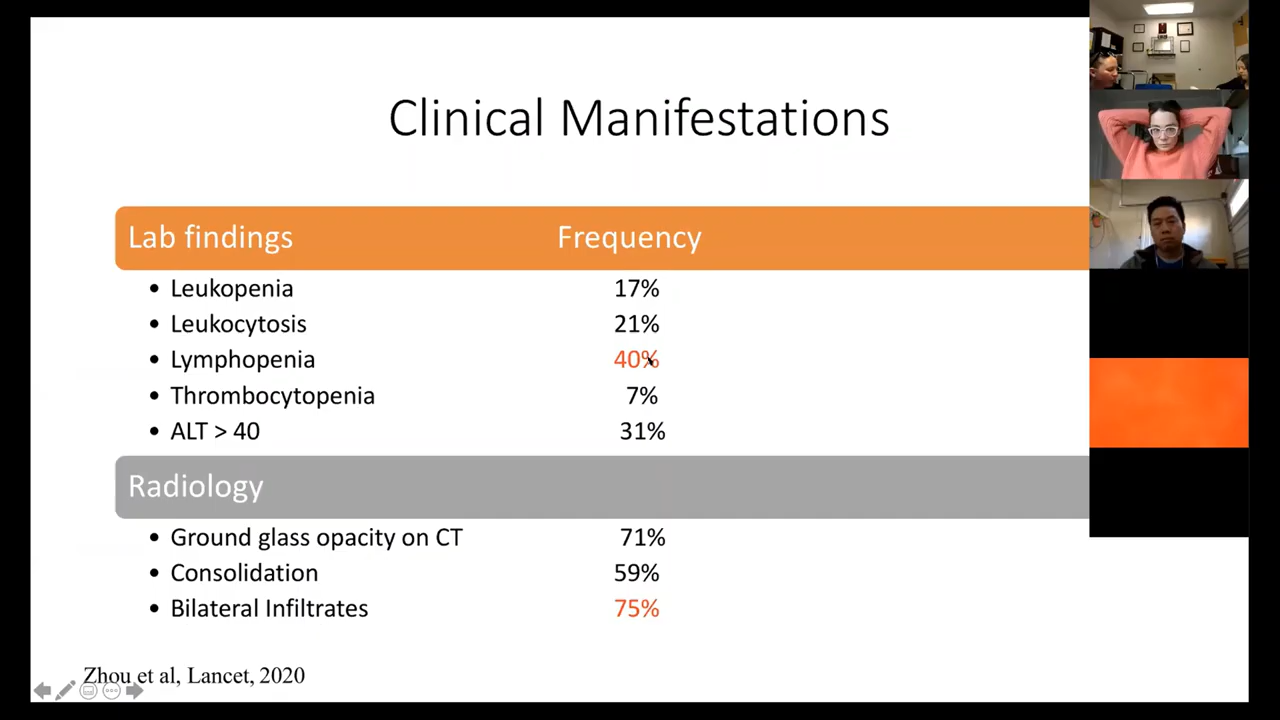 Clinical Manifestations
Lab findings Frequency
• Leukopenia 17%
• Leukocytosis 21%
• Lymphopenia 40%
• Thrombocytopenia 7%
• ALT > 40 31%
Radiology
• Ground glass opacity on CT 71%
• Consolidation 59%
• Bilateral Infiltrates 75%
Zhou et al, Lancet, 2020